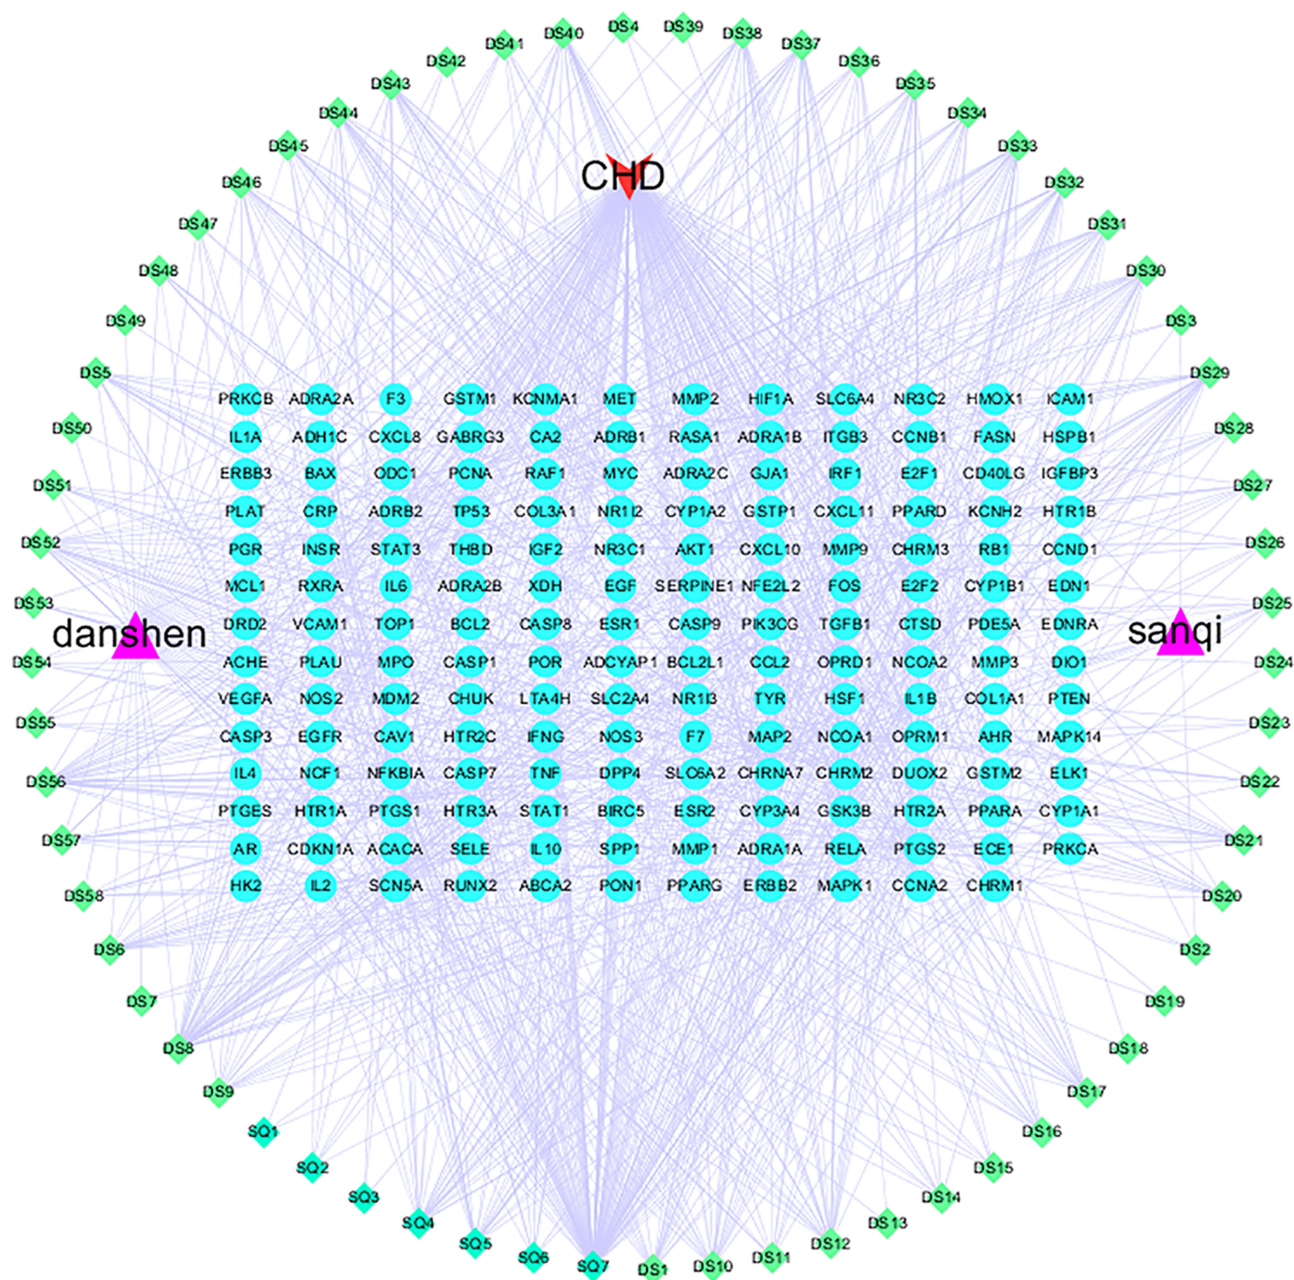 DS40 DS4 DS39 DS38
DS41 DS37
DS42 DS36
DS43 DS35
DS44 DS34
DS45 DS33
CHD
DS46 DS32
DS47 DS31
DS48 DS30
DS49 DS3
DS5 DS29
PRKCB ADRA2A F3 GSTM1 KCNMA1 MET MMP2 HIF1A SLC6A4 NR3C2 HMOX1 ICAM1
DS50 DS28
IL1A ADH1C CXCL8 GABRG3 CA2 ADRB1 RASA1 ADRA1B ITGB3 CCNB1 FASN HSPB1
ERBB3 BAX ODC1 PCNA RAF1 MYC ADRA2C GJA1 IRF1 E2F1 CD40LG IGFBP3
DS51 DS27
PLAT CRP ADRB2 TP53 COL3A1 NR1I2 CYP1A2 GSTP1 CXCL11 PPARD KCNH2 HTR1B
DS52 DS26
PGR INSR STAT3 THBD IGF2 NR3C1 AKT1 CXCL10 MMP9 CHRM3 RB1 CCND1
MCL1 RXRA IL6 ADRA2B XDH EGF SERPINE1 NFE2L2 FOS E2F2 CYP1B1 EDN1
DS53 DS25
DRD2 VCAM1 TOP1 BCL2 CASP8 ESR1 CASP9 PIK3CG TGFB1 CTSD PDE5A EDNRA
danshen sanqi
DS54 DS24
ACHE PLAU MPO CASP1 POR ADCYAP1 BCL2L1 CCL2 OPRD1 NCOA2 MMP3 DIO1
VEGFA NOS2 MDM2 CHUK LTA4H SLC2A4 NR1I3 TYR HSF1 IL1B COL1A1 PTEN
DS55 DS23
CASP3 EGFR CAV1 HTR2C IFNG NOS3 F7 MAP2 NCOA1 OPRM1 AHR MAPK14
IL4 NCF1 NFKBIA CASP7 TNF DPP4 SLC6A2 CHRNA7 CHRM2 DUOX2 GSTM2 ELK1
DS56 DS22
PTGES HTR1A PTGS1 HTR3A STAT1 BIRC5 ESR2 CYP3A4 GSK3B HTR2A PPARA CYP1A1
DS57 DS21
AR CDKN1A ACACA SELE IL10 SPP1 MMP1 ADRA1A RELA PTGS2 ECE1 PRKCA
HK2 IL2 SCN5A RUNX2 ABCA2 PON1 PPARG ERBB2 MAPK1 CCNA2 CHRM1
DS58 DS20
DS6 DS2
DS7 DS19
DS8 DS18
DS9 DS17
SQ1 DS16
SQ2 DS15
SQ3 DS14
SQ4 DS13
SQ5 DS12
SQ6 DS11
SQ7 DS1 DS10